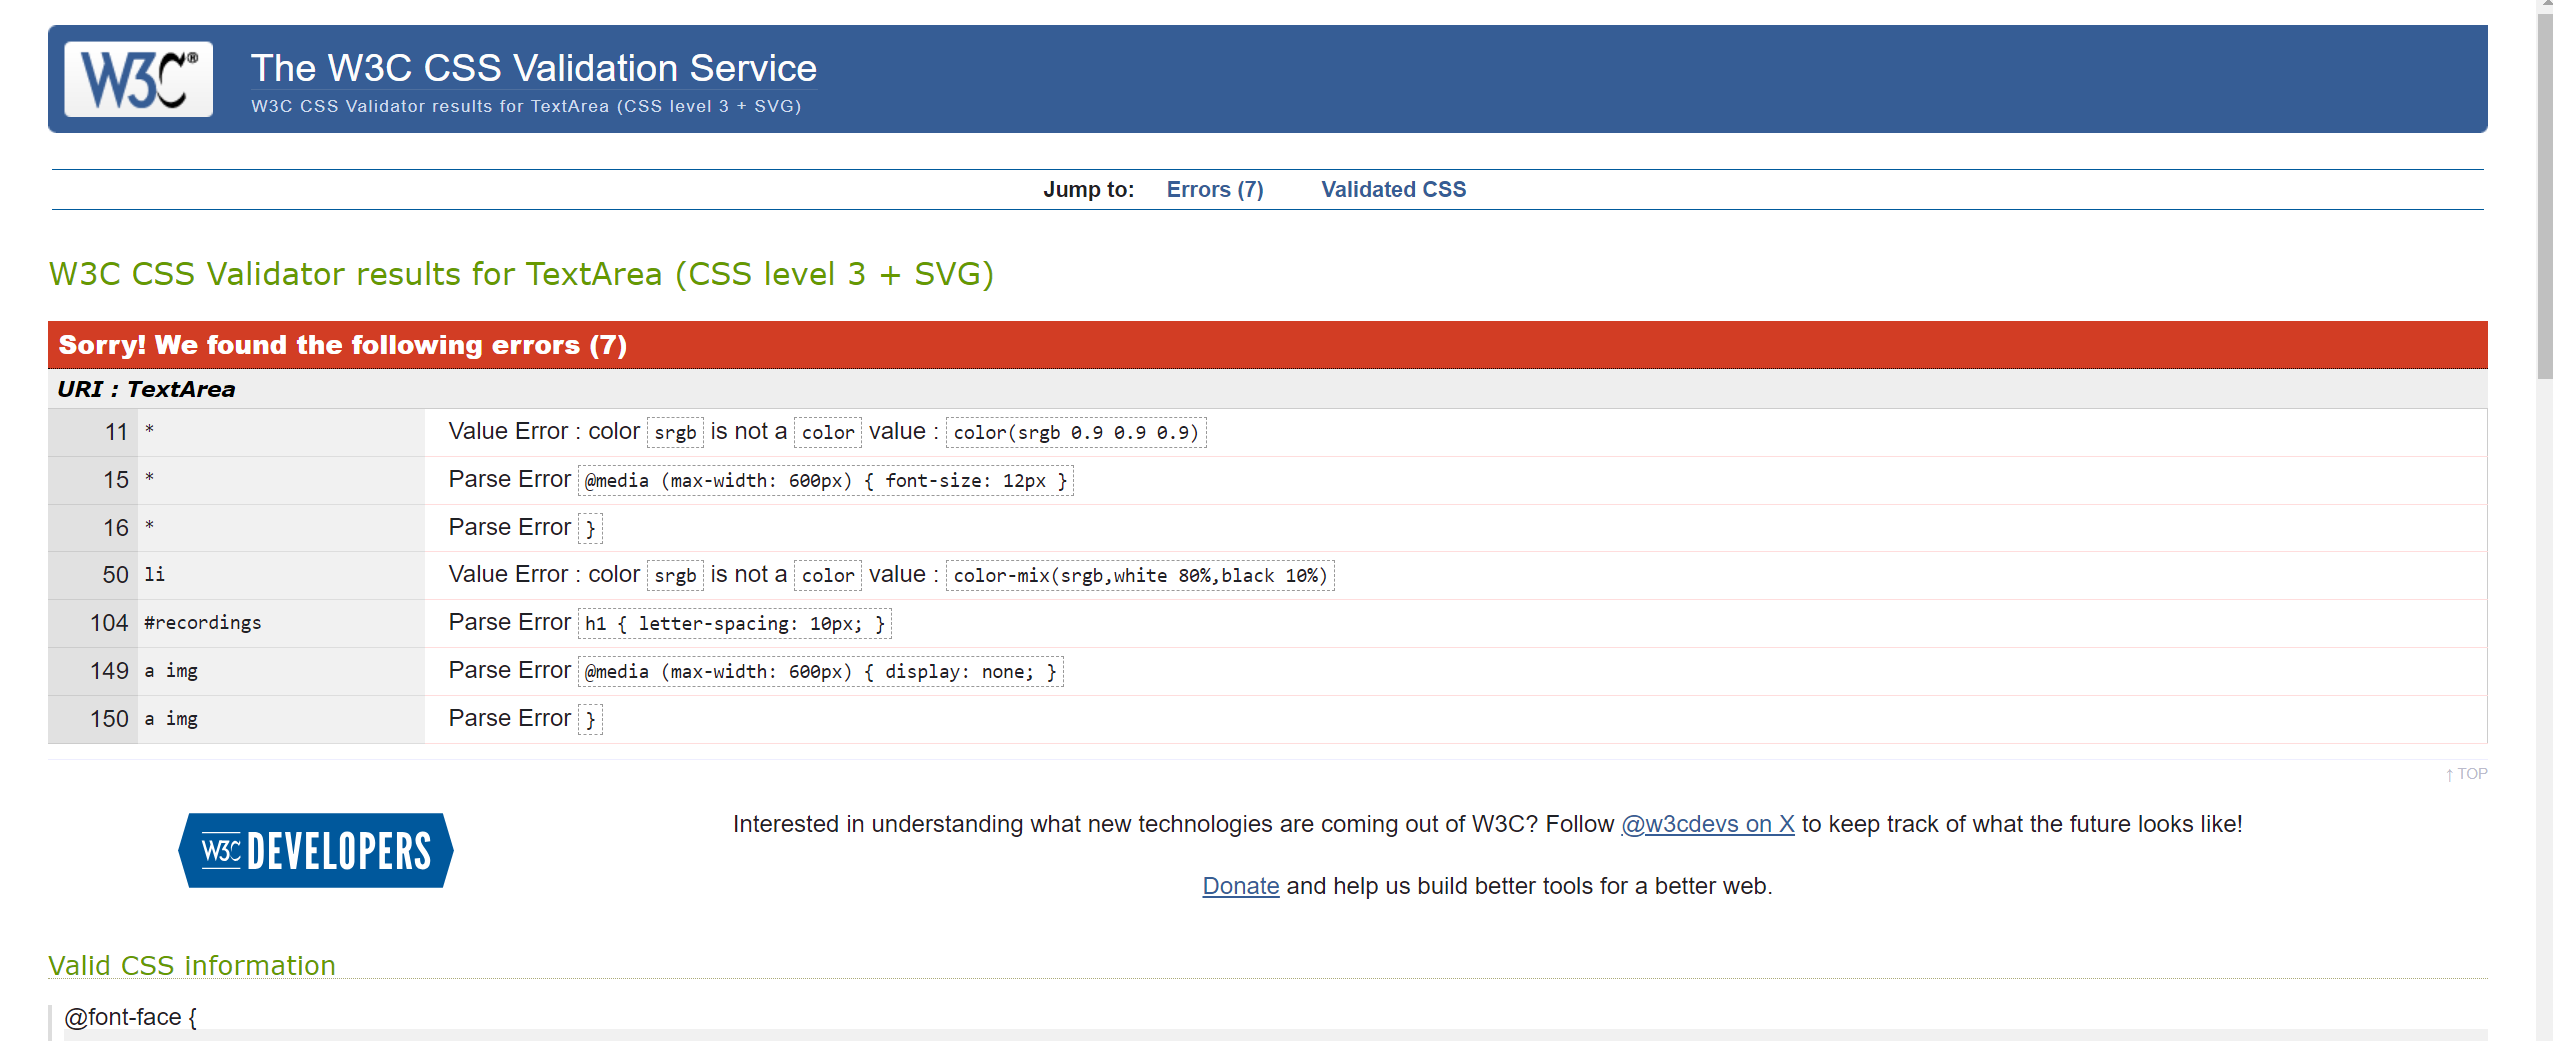 W3C®
The W3C CSS Validation Service
W3C CSS Validator results for TextArea (CSS level 3 + SVG)
Jump to: Errors (7) Validated CSS
W3C CSS Validator results for TextArea (CSS level 3 + SVG)
Sorry! We found the following errors (7)
URI : TextArea
11 * Value Error : color srgb is not a color value : color(srgb 0.9 0.9 0.9)
15 * Parse Error @media (max-width: 600px) { font-size: 12px }
16 * Parse Error }
50 li Value Error : color srgb is not a color value : color-mix(srgb,white 80%,black 10%)
104 #recordings Parse Error h1 { letter-spacing: 10px; }
149 a img Parse Error @media (max-width: 600px) { display: none; }
150 a img Parse Error }
↑ TOP
W3C DEVELOPERS
Interested in understanding what new technologies are coming out of W3C? Follow @w3cdevs on X to keep track of what the future looks like!
Donate and help us build better tools for a better web.
Valid CSS information
@font-face {